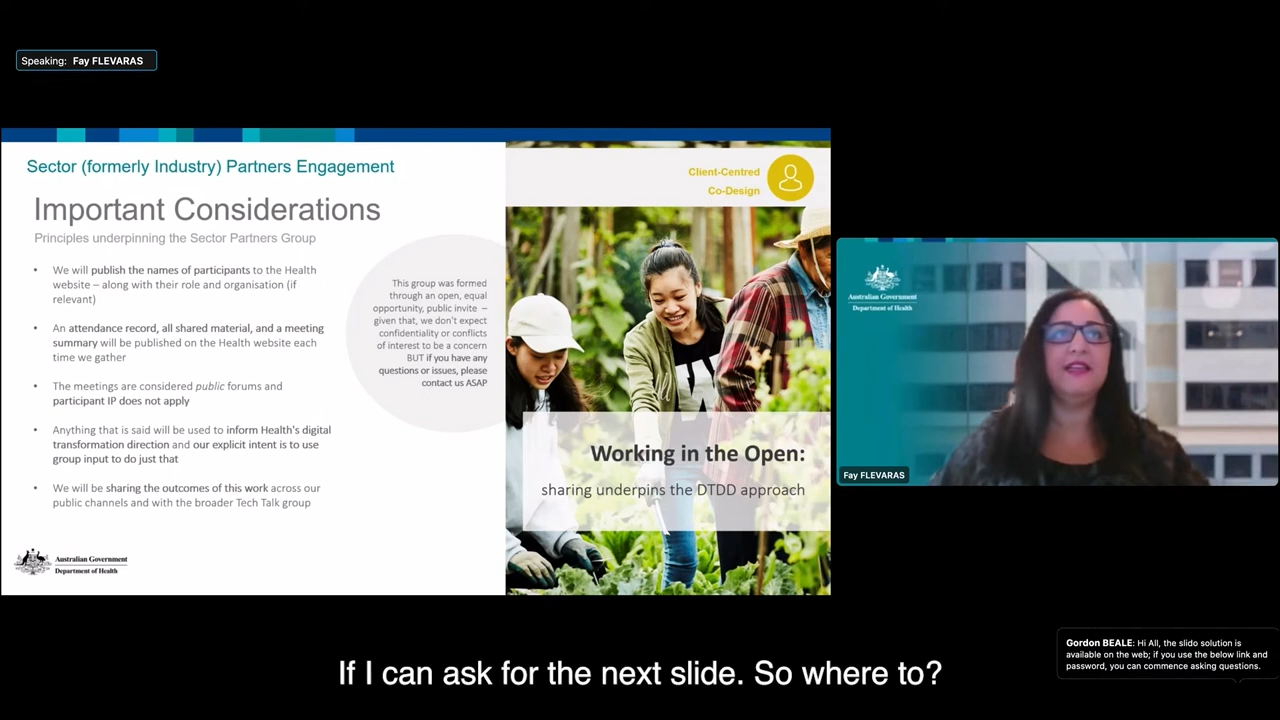 Speaking: Fay FLEVARAS
Sector (formerly Industry) Partners Engagement
Important Considerations
Principles underpinning the Sector Partners Group
• We will publish the names of participants to the Health
website – along with their role and organisation (if
relevant)
• An attendance record, all shared material, and a meeting
summary will be published on the Health website each
time we gather
• The meetings are considered public forums and
participant IP does not apply
• Anything that is said will be used to inform Health's digital
transformation direction and our explicit intent is to use
group input to do just that
• We will be sharing the outcomes of this work across our
public channels and with the broader Tech Talk group
This group was formed
through an open, equal
opportunity, public invite –
given that, we don't expect
confidentiality or conflicts
of interest to be a concern
BUT if you have any
questions or issues, please
contact us ASAP
Australian Government
Department of Health
Client-Centred
Co-Design
Working in the Open:
sharing underpins the DTDD approach
Australian Government
Department of Health
Fay FLEVARAS
Gordon BEALE: Hi All, the slido solution is
available on the web; if you use the below link and
password, you can commence asking questions.
If I can ask for the next slide. So where to?